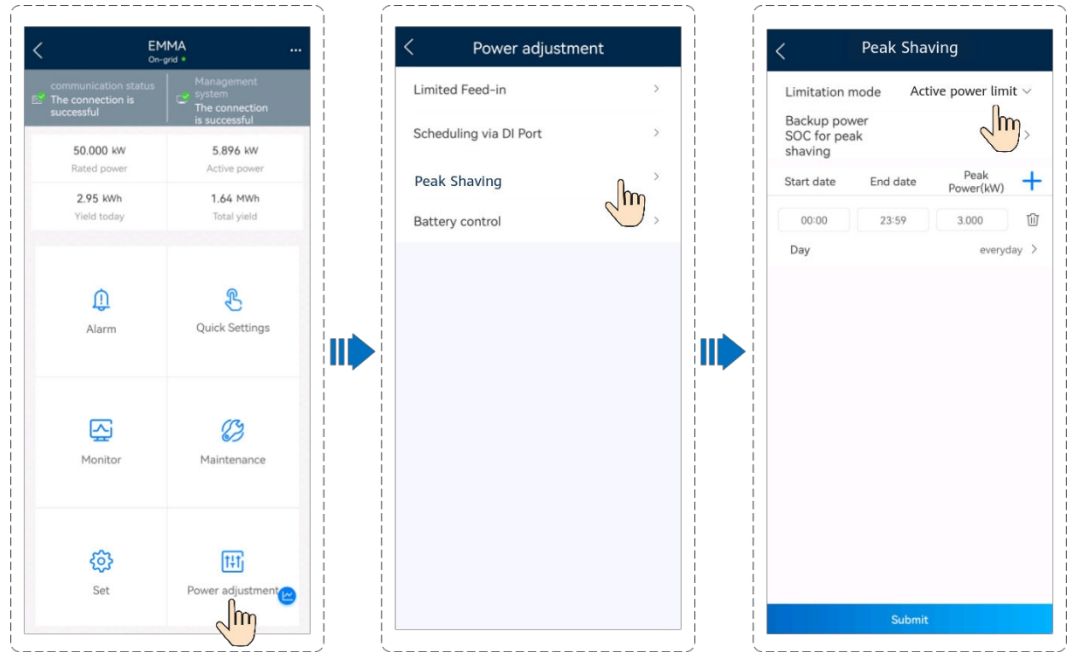 EMMA
On-grid
...
communication status
The connection is
successful
Management
system
The connection
is successful
50.000 kW
Rated power
5.896 kW
Active power
2.95 kWh
Yield today
1.64 MWh
Total yield
Alarm
Quick Settings
Monitor
Maintenance
Set
Power adjustment
Power adjustment
Limited Feed-in
Scheduling via DI Port
Peak Shaving
Battery control
Peak Shaving
Limitation mode Active power limit
Backup power
SOC for peak
shaving
Start date End date Peak
Power(kW)
00:00 23:59 3.000
Day everyday
Submit